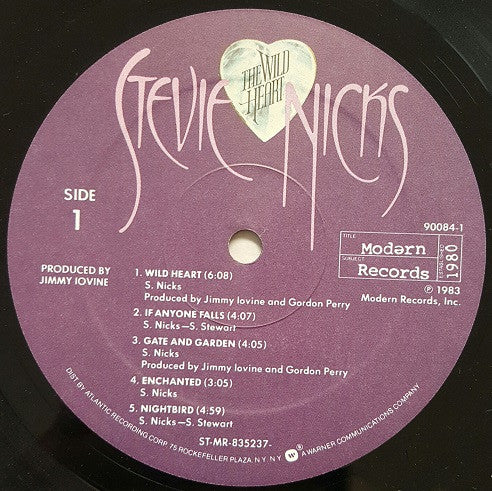 STEVIE NICKS
THE WILD
HEART
SIDE
1
90084-1
TITLE
Modərn
SUBJECT
Records
ESTABLISHED
1980
℗ 1983
Modern Records, Inc.
PRODUCED BY
JIMMY IOVINE
1. WILD HEART (6:08)
S. Nicks
Produced by Jimmy Iovine and Gordon Perry
2. IF ANYONE FALLS (4:07)
S. Nicks—S. Stewart
3. GATE AND GARDEN (4:05)
S. Nicks
Produced by Jimmy Iovine and Gordon Perry
4. ENCHANTED (3:05)
S. Nicks
5. NIGHTBIRD (4:59)
S. Nicks—S. Stewart
ST-MR-835237-
DIST. BY ATLANTIC RECORDING CORP. 75 ROCKEFELLER PLAZA, N.Y. N.Y. W ® A WARNER COMMUNICATIONS COMPANY